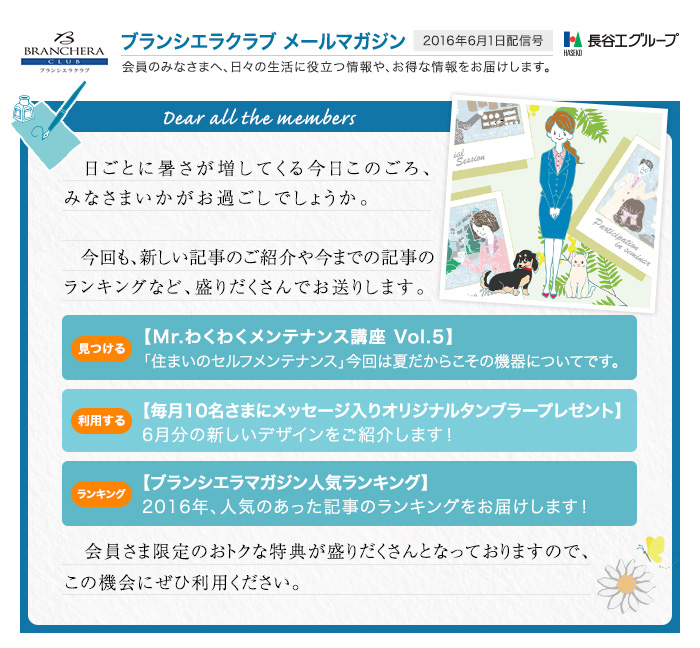 BRANCHERA
CLUB
ブランシエラクラブ
ブランシエラクラブ メールマガジン
2016年6月1日配信号
HASEKO
長谷工グループ
会員のみなさまへ、日々の生活に役立つ情報や、お得な情報をお届けします。
Dear all the members
日ごとに暑さが増してくる今日このごろ、
みなさまいかがお過ごしでしょうか。
今回も、新しい記事のご紹介や今までの記事の
ランキングなど、盛りだくさんでお送りします。
Session
Participation
in seminar
見つける
【Mr.わくわくメンテナンス講座 Vol.5】
「住まいのセルフメンテナンス」今回は夏だからこその機器についてです。
利用する
【毎月10名さまにメッセージ入りオリジナルタンブラープレゼント】
6月分の新しいデザインをご紹介します！
ランキング
【ブランシエラマガジン人気ランキング】
2016年、人気のあった記事のランキングをお届けします！
会員さま限定のおトクな特典が盛りだくさんとなっておりますので、
この機会にぜひ利用ください。